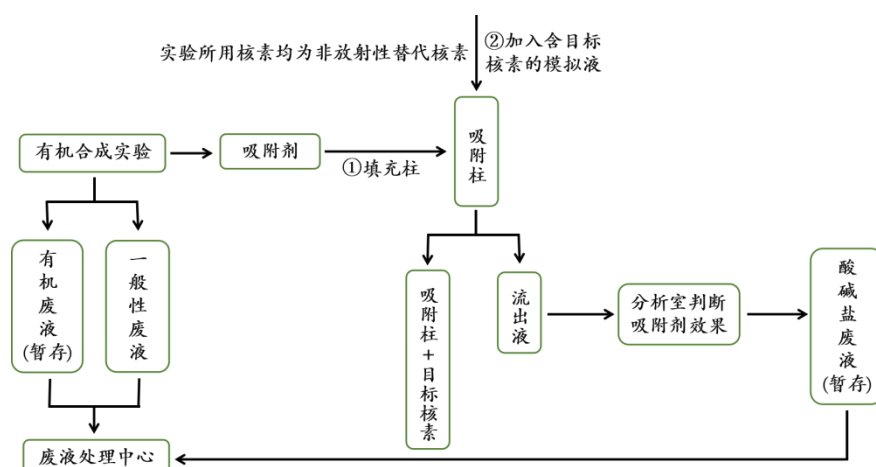 实验所用核素均为非放射性替代核素
②加入含目标
核素的模拟液
有机合成实验
吸附剂
①填充柱
吸附柱
有机废液
(暂存)
一般性废液
吸附柱+目标核素
流出液
分析室判断
吸附剂效果
酸碱盐废液
(暂存)
废液处理中心